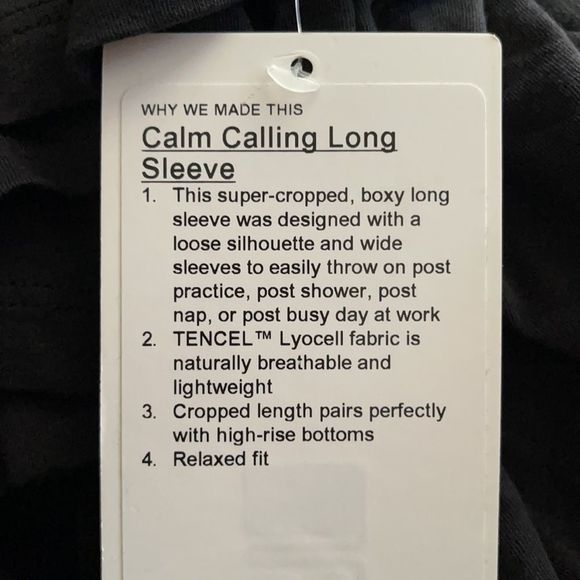 WHY WE MADE THIS
Calm Calling Long
Sleeve
1. This super-cropped, boxy long
sleeve was designed with a
loose silhouette and wide
sleeves to easily throw on post
practice, post shower, post
nap, or post busy day at work
2. TENCEL™ Lyocell fabric is
naturally breathable and
lightweight
3. Cropped length pairs perfectly
with high-rise bottoms
4. Relaxed fit